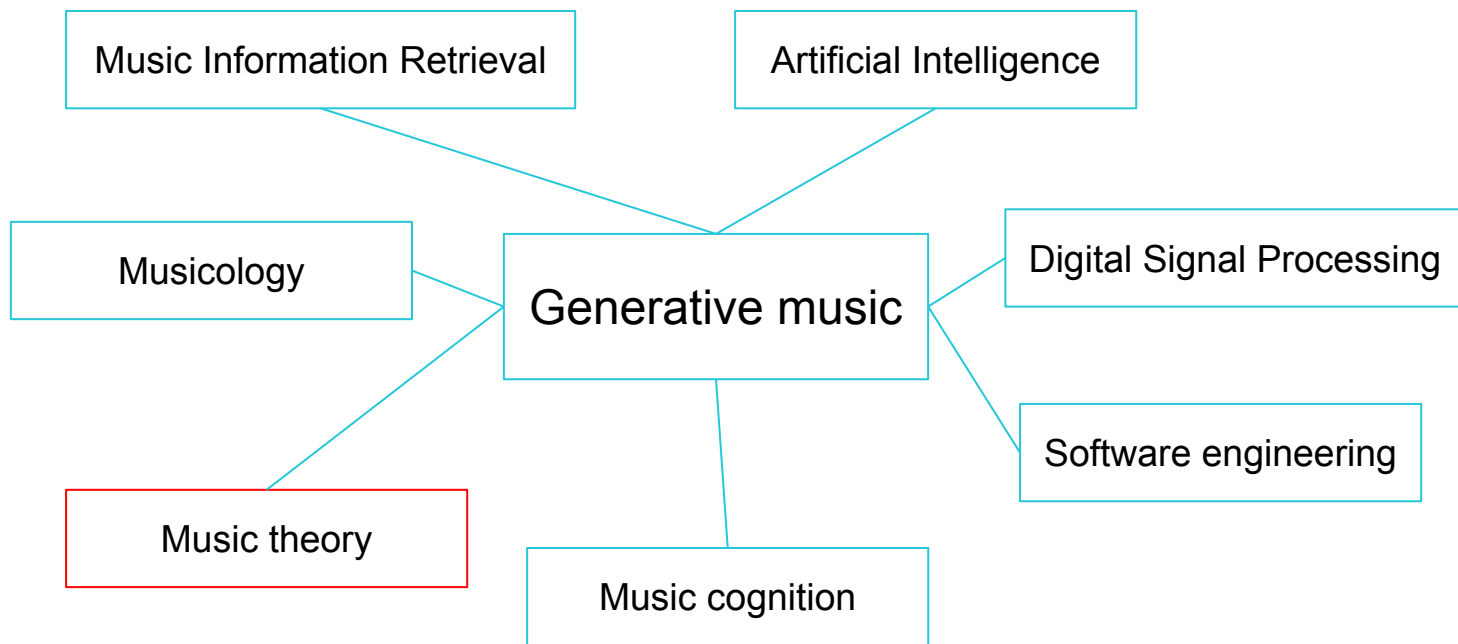 Music Information Retrieval
Artificial Intelligence
Musicology
Generative music
Digital Signal Processing
Software engineering
Music theory
Music cognition